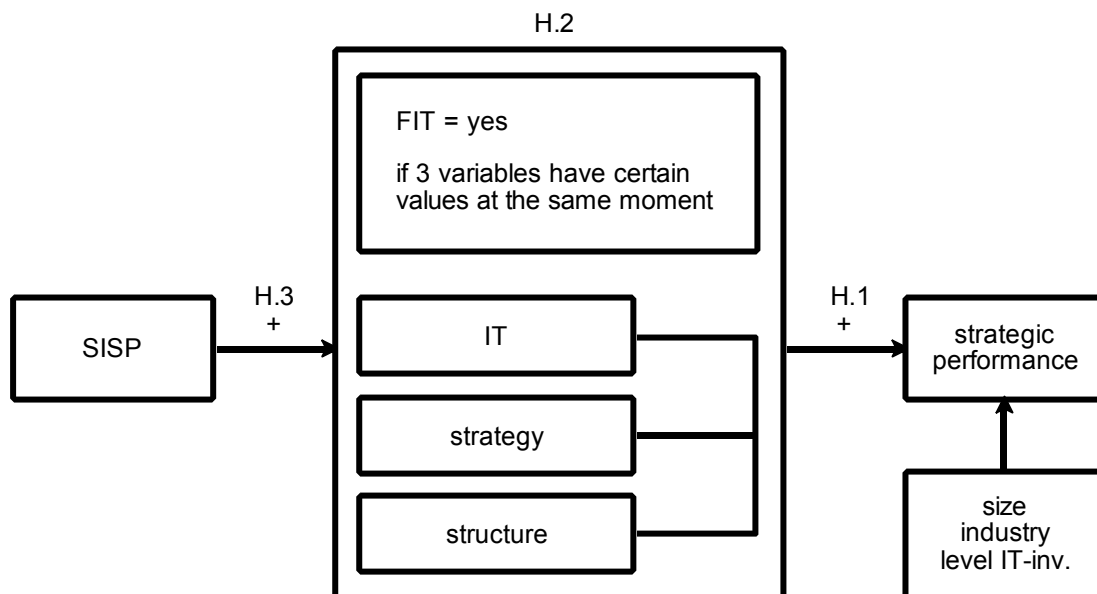 H.2
FIT = yes
if 3 variables have certain
values at the same moment
H.3
+
H.1
+
SISP
IT
strategic
performance
strategy
structure
size
industry
level IT-inv.